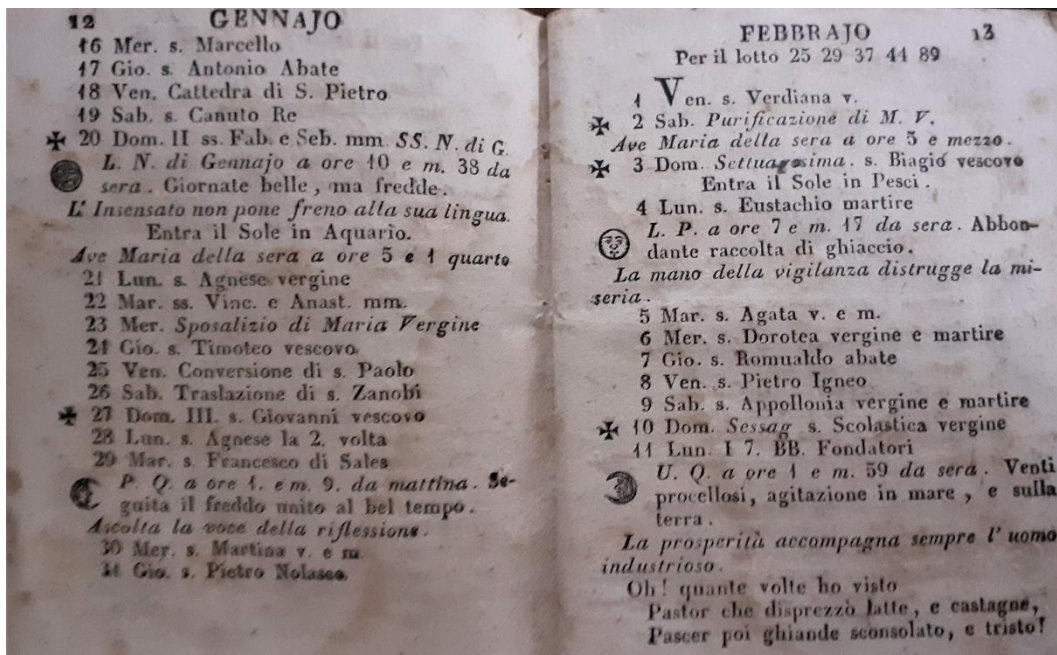 12 GENNAJO
16 Mer. s. Marcello
17 Gio. s. Antonio Abate
18 Ven. Cattedra di S. Pietro
19 Sab. s. Canuto Re
✠ 20 Dom. II ss. Fab. e Seb. mm. SS. N. di G.
L. N. di Gennajo a ore 10 e m. 38 da
sera. Giornate belle, ma fredde.
L' Insensato non pone freno alla sua lingua.
Entra il Sole in Aquario.
Ave Maria della sera a ore 5 e 1 quarto
21 Lun. s. Agnese vergine
22 Mar. ss. Vinc. e Anast. mm.
23 Mer. Sposalizio di Maria Vergine
24 Gio. s. Timoteo vescovo
25 Ven. Conversione di s. Paolo
26 Sab. Traslazione di s. Zanobi
✠ 27 Dom. III. s. Giovanni vescovo
28 Lun. s. Agnese la 2. volta
29 Mar. s. Francesco di Sales
P. Q. a ore 1. e m. 9. da mattina. Se-
guita il freddo unito al bel tempo.
Ascolta la voce della riflessione.
30 Mer. s. Martina v. e m.
31 Gio. s. Pietro Nolasco.
FEBBRAJO 13
Per il lotto 25 29 37 44 89
1 Ven. s. Verdiana v.
✠ 2 Sab. Purificazione di M. V.
Ave Maria della sera a ore 5 e mezzo.
✠ 3 Dom. Settuagesima. s. Biagio vescovo
Entra il Sole in Pesci.
4 Lun. s. Eustachio martire
L. P. a ore 7 e m. 17 da sera. Abbon-
dante raccolta di ghiaccio.
La mano della vigilanza distrugge la mi-
seria.
5 Mar. s. Agata v. e m.
6 Mer. s. Dorotea vergine e martire
7 Gio. s. Romualdo abate
8 Ven. s. Pietro Igneo
9 Sab. s. Appollonia vergine e martire
✠ 10 Dom. Sessag s. Scolastica vergine
11 Lun. I 7. BB. Fondatori
U. Q. a ore 1 e m. 59 da sera. Venti
procellosi, agitazione in mare, e sulla
terra.
La prosperità accompagna sempre l' uomo
industrioso.
Oh! quante volte ho visto
Pastor che disprezzò latte, e castagne,
Pascer poi ghiande sconsolato, e tristo!